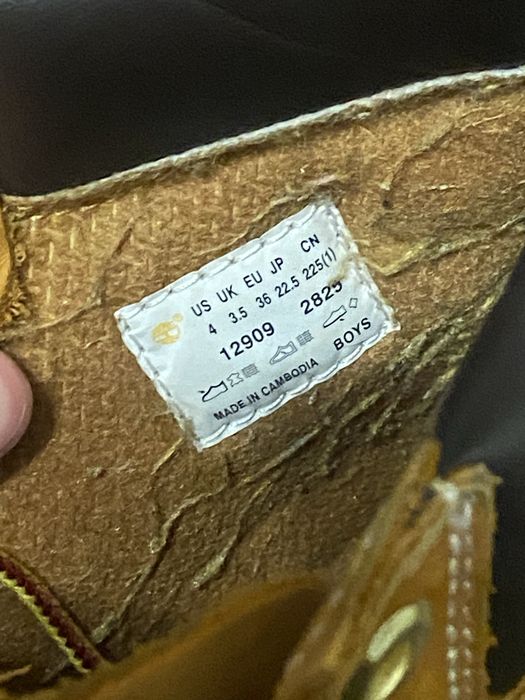 US UK EU JP CN
4 3.5 36 22.5 225(1)
12909 2825
MADE IN CAMBODIA BOYS